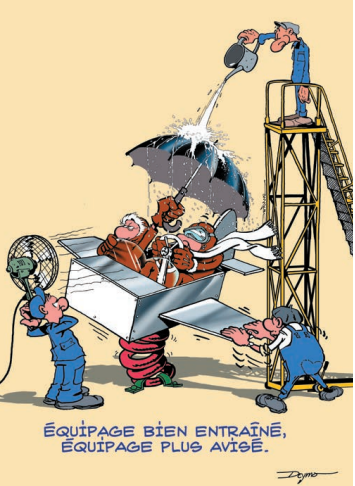 ÉQUIPAGE BIEN ENTRAÎNÉ,
ÉQUIPAGE PLUS AVISÉ.